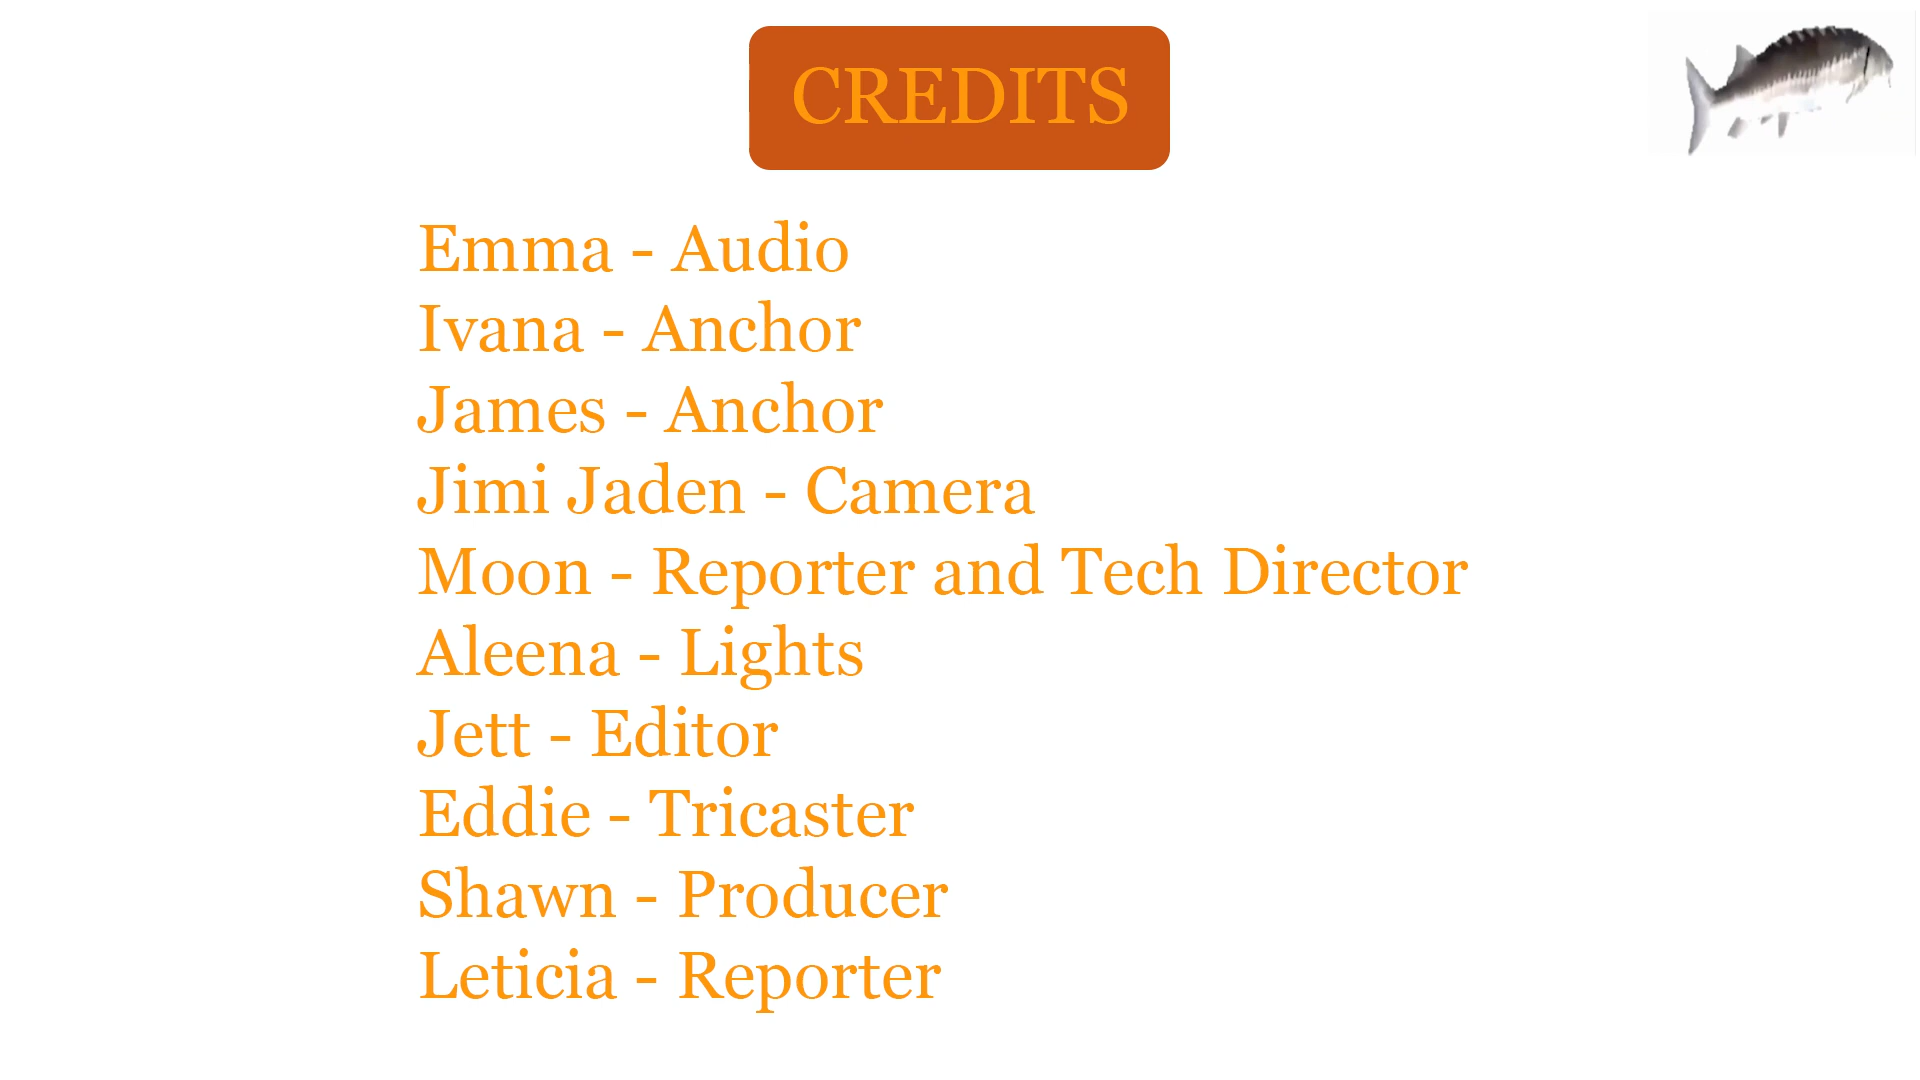 CREDITS
Emma - Audio
Ivana - Anchor
James - Anchor
Jimi Jaden - Camera
Moon - Reporter and Tech Director
Aleena - Lights
Jett - Editor
Eddie - Tricaster
Shawn - Producer
Leticia - Reporter